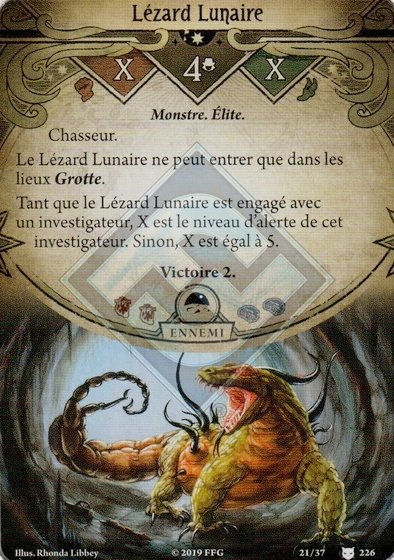 Lézard Lunaire
X 4 X
Monstre. Élite.
Chasseur.
Le Lézard Lunaire ne peut entrer que dans les
lieux Grotte.
Tant que le Lézard Lunaire est engagé avec
un investigateur, X est le niveau d'alerte de cet
investigateur. Sinon, X est égal à 5.
Victoire 2.
ENNEMI
Illus. Rhonda Libbey © 2019 FFG 21/37 226